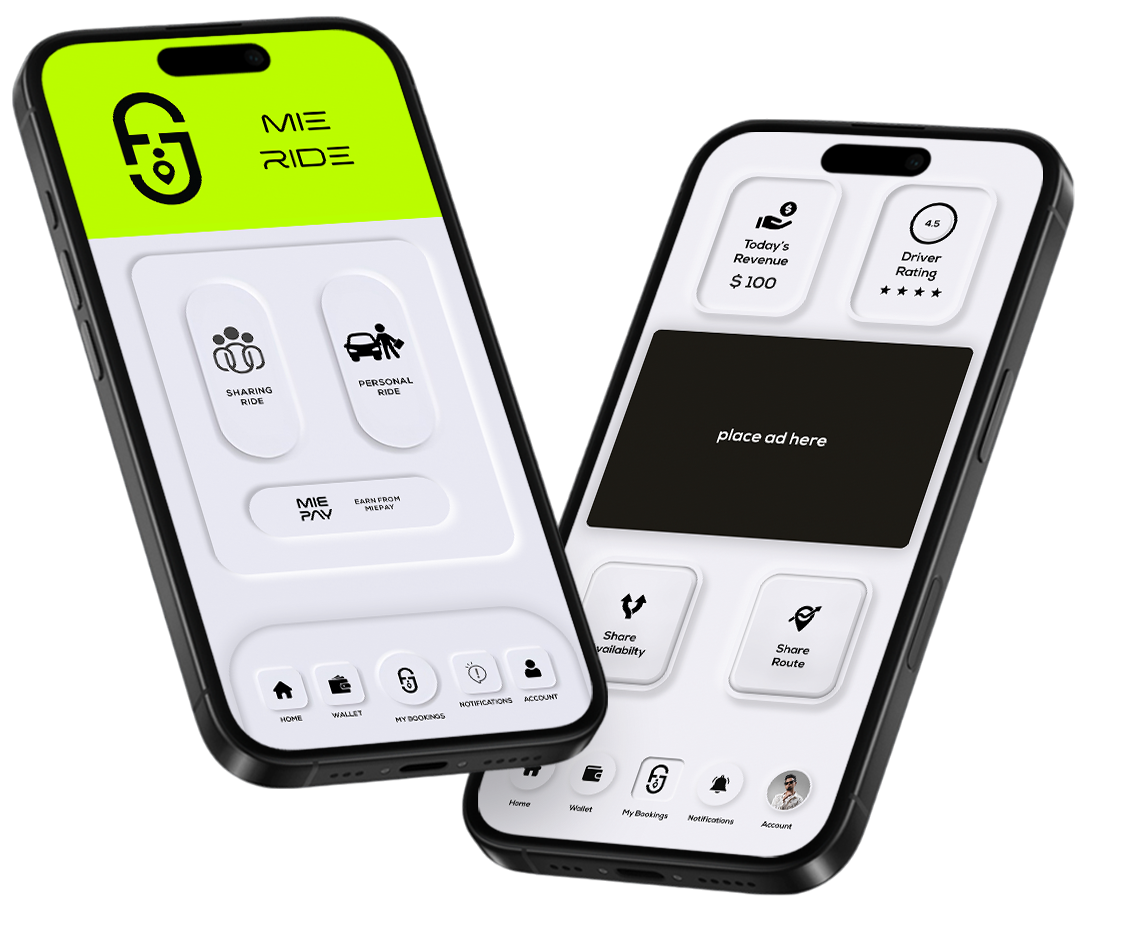 MIE
RIDE
SHARING
RIDE
PERSONAL
RIDE
MIE
PAY
EARN FROM
MIEPAY
HOME
WALLET
MY BOOKINGS
NOTIFICATIONS
ACCOUNT
$
Today's
Revenue
$ 100
4.5
Driver
Rating
place ad here
Share
vailabilty
Share
Route
Home
Wallet
My Bookings
Notifications
Account